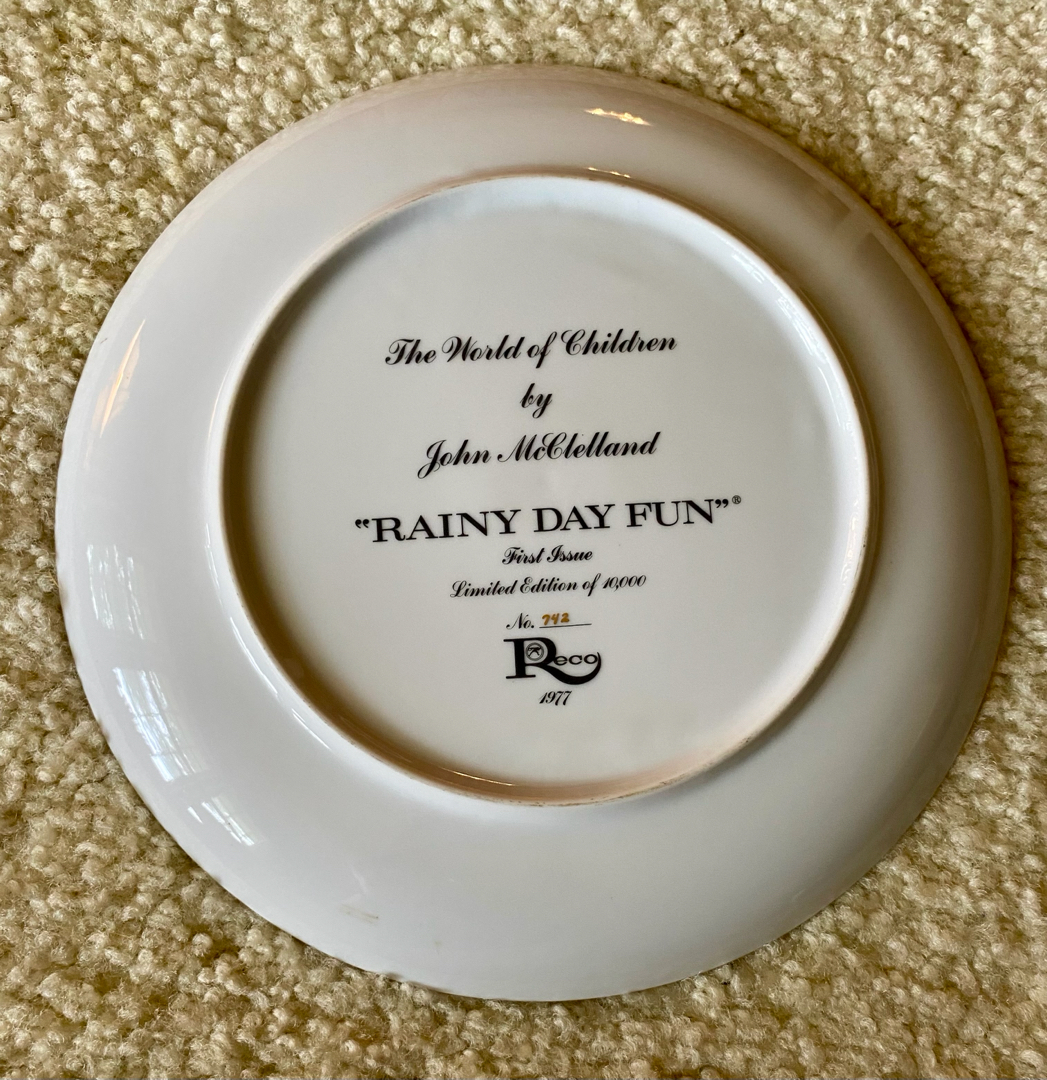 The World of Children
by
John McClelland
“RAINY DAY FUN”®
First Issue
Limited Edition of 10,000
No. 742
Reco
1977